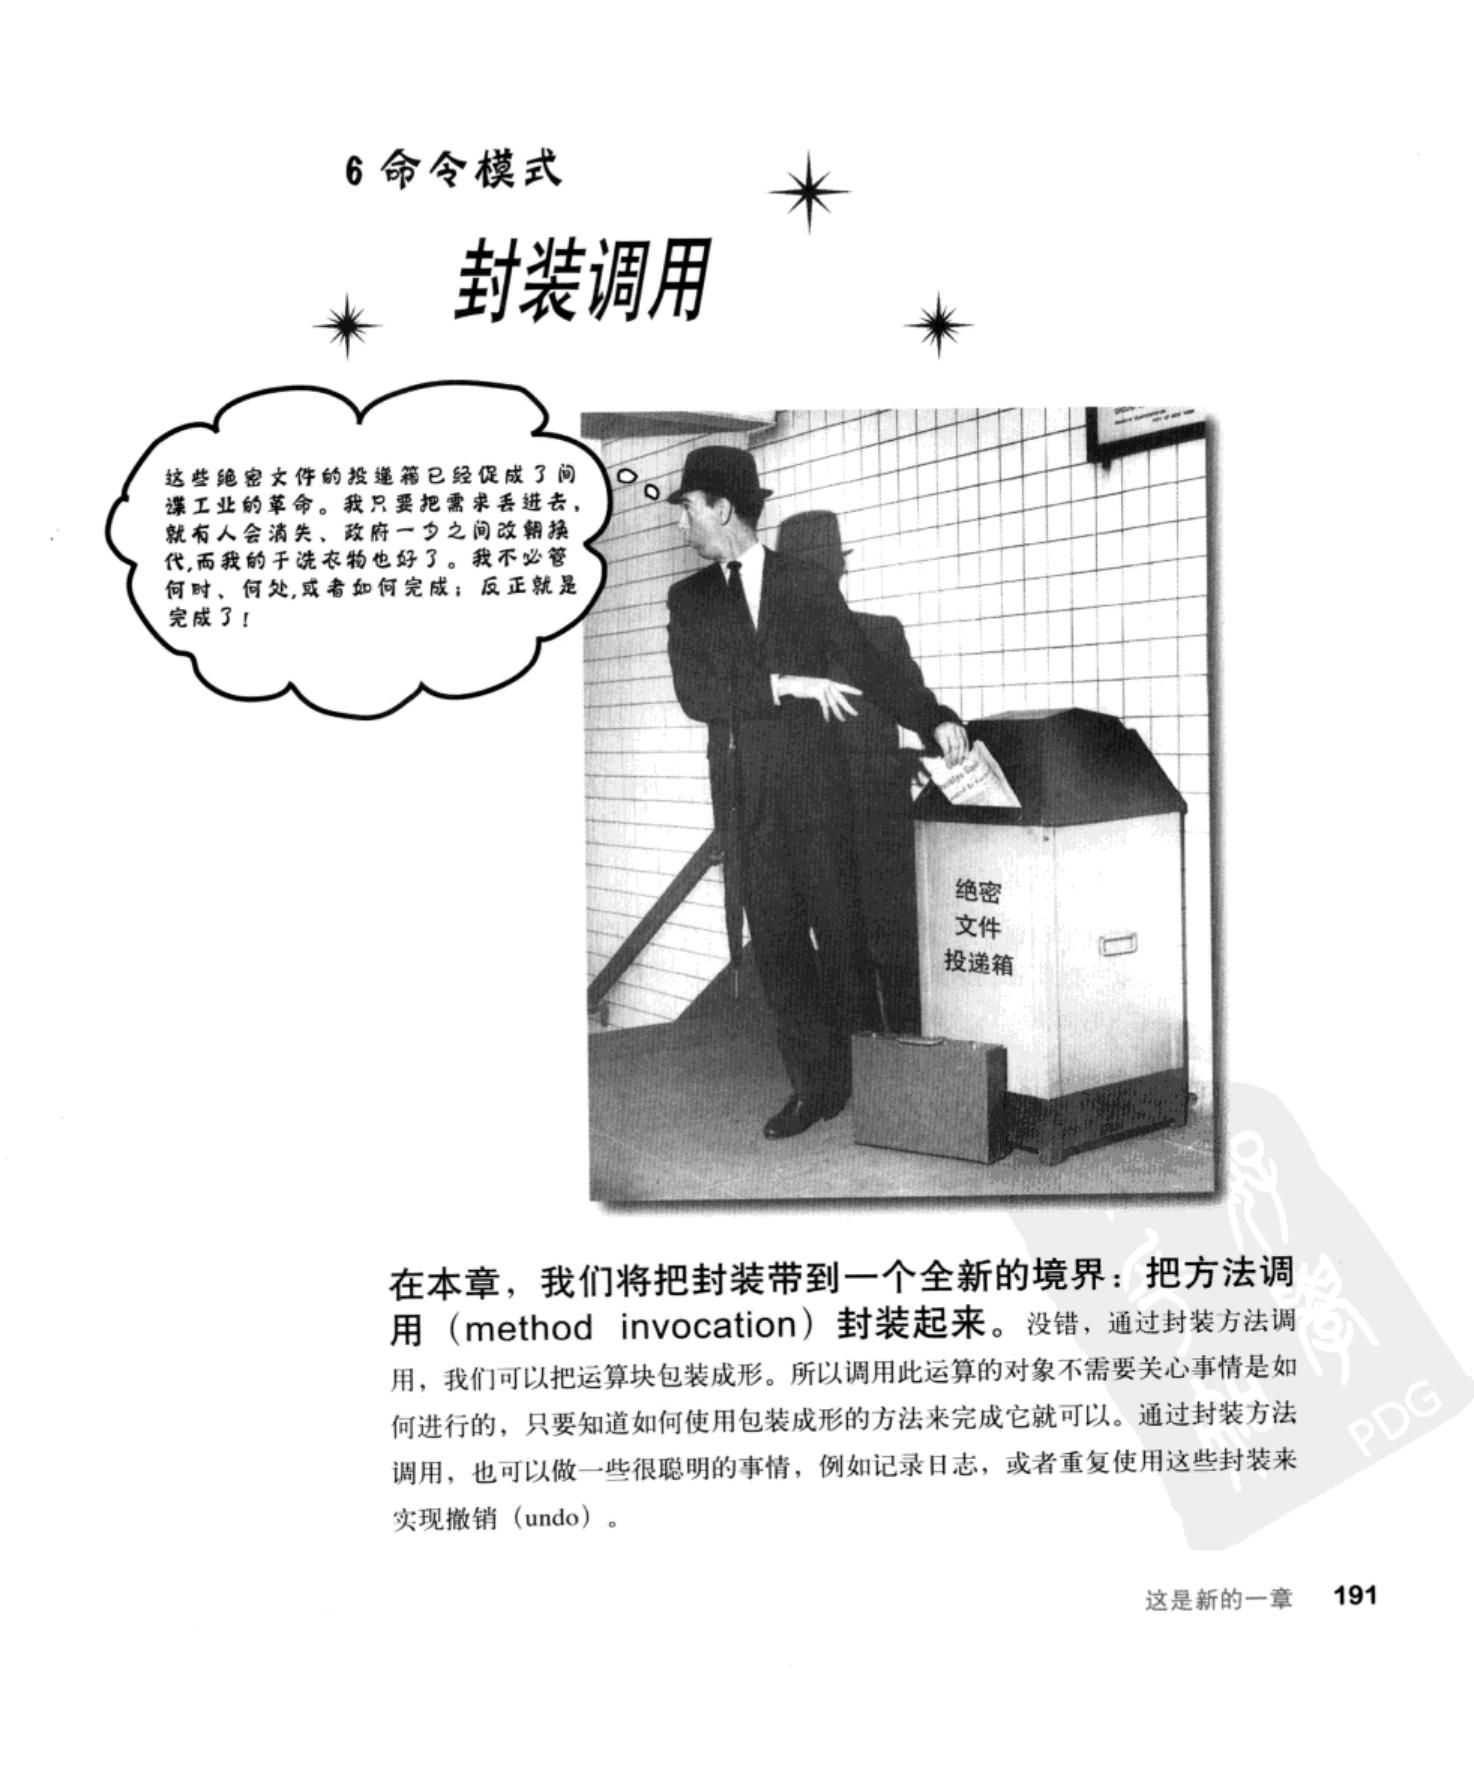 6 命令模式
封装调用
这些绝密文件的投递箱已经促成了间
谍工业的革命。我只要把需求丢进去，
就有人会消失、政府一夕之间改朝换
代,而我的干洗衣物也好了。我不必管
何时、何处,或者如何完成；反正就是
完成了！
绝密
文件
投递箱
在本章，我们将把封装带到一个全新的境界：把方法调
用（method invocation）封装起来。没错，通过封装方法调
用，我们可以把运算块包装成形。所以调用此运算的对象不需要关心事情是如
何进行的，只要知道如何使用包装成形的方法来完成它就可以。通过封装方法
调用，也可以做一些很聪明的事情，例如记录日志，或者重复使用这些封装来
实现撤销（undo）。
PDG
这是新的一章 191